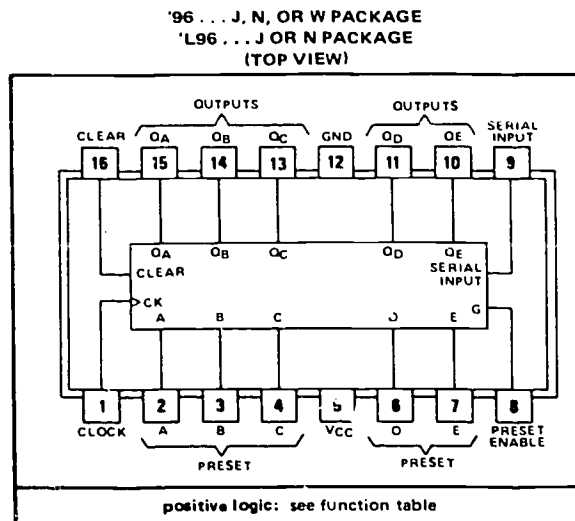 '96 . . . J, N, OR W PACKAGE
'L96 . . . J OR N PACKAGE
(TOP VIEW)
OUTPUTS OUTPUTS
CLEAR QA QB QC GND QD QE SERIAL INPUT
16 15 14 13 12 11 10 9
QA QB QC QD QE
CLEAR SERIAL INPUT
CK G
A B C D E
1 2 3 4 5 6 7 8
CLOCK A B C VCC D E PRESET ENABLE
PRESET PRESET
positive logic: see function table